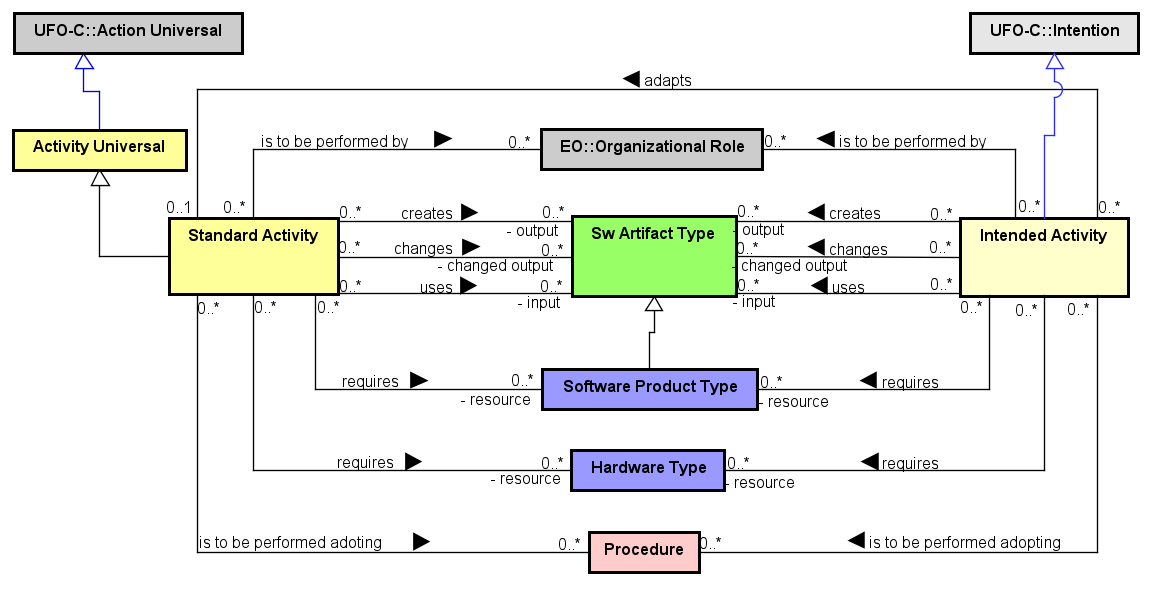 UFO-C::Action Universal
UFO-C::Intention
adapts
Activity Universal
is to be performed by
0..*
EO::Organizational Role
0..*
is to be performed by
0..1
0..*
0..*
0..*
Standard Activity
0..*
creates
0..*
- output
Sw Artifact Type
0..*
- output
creates
0..*
Intended Activity
0..*
changes
0..*
- changed output
0..*
- changed output
changes
0..*
0..*
uses
0..*
- input
0..*
- input
uses
0..*
0..*
0..*
0..*
0..*
0..*
0..*
requires
0..*
- resource
Software Product Type
0..*
- resource
requires
requires
0..*
- resource
Hardware Type
0..*
- resource
requires
is to be performed adoting
0..*
Procedure
0..*
is to be performed adopting